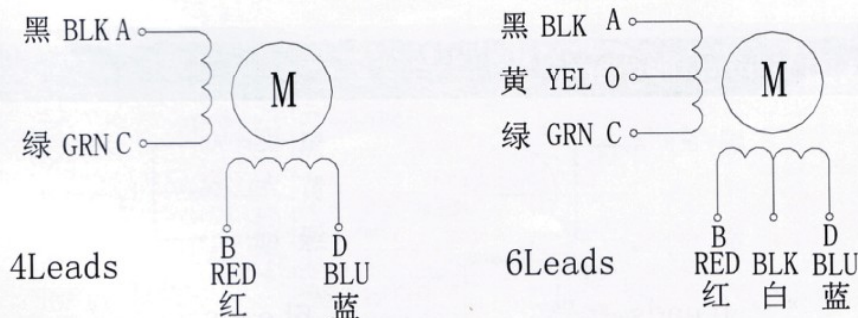 黑 BLK A
M
绿 GRN C
B
RED
红
D
BLU
蓝
4Leads
黑 BLK A
黄 YEL O
M
绿 GRN C
B
RED
红
BLK
白
D
BLU
蓝
6Leads